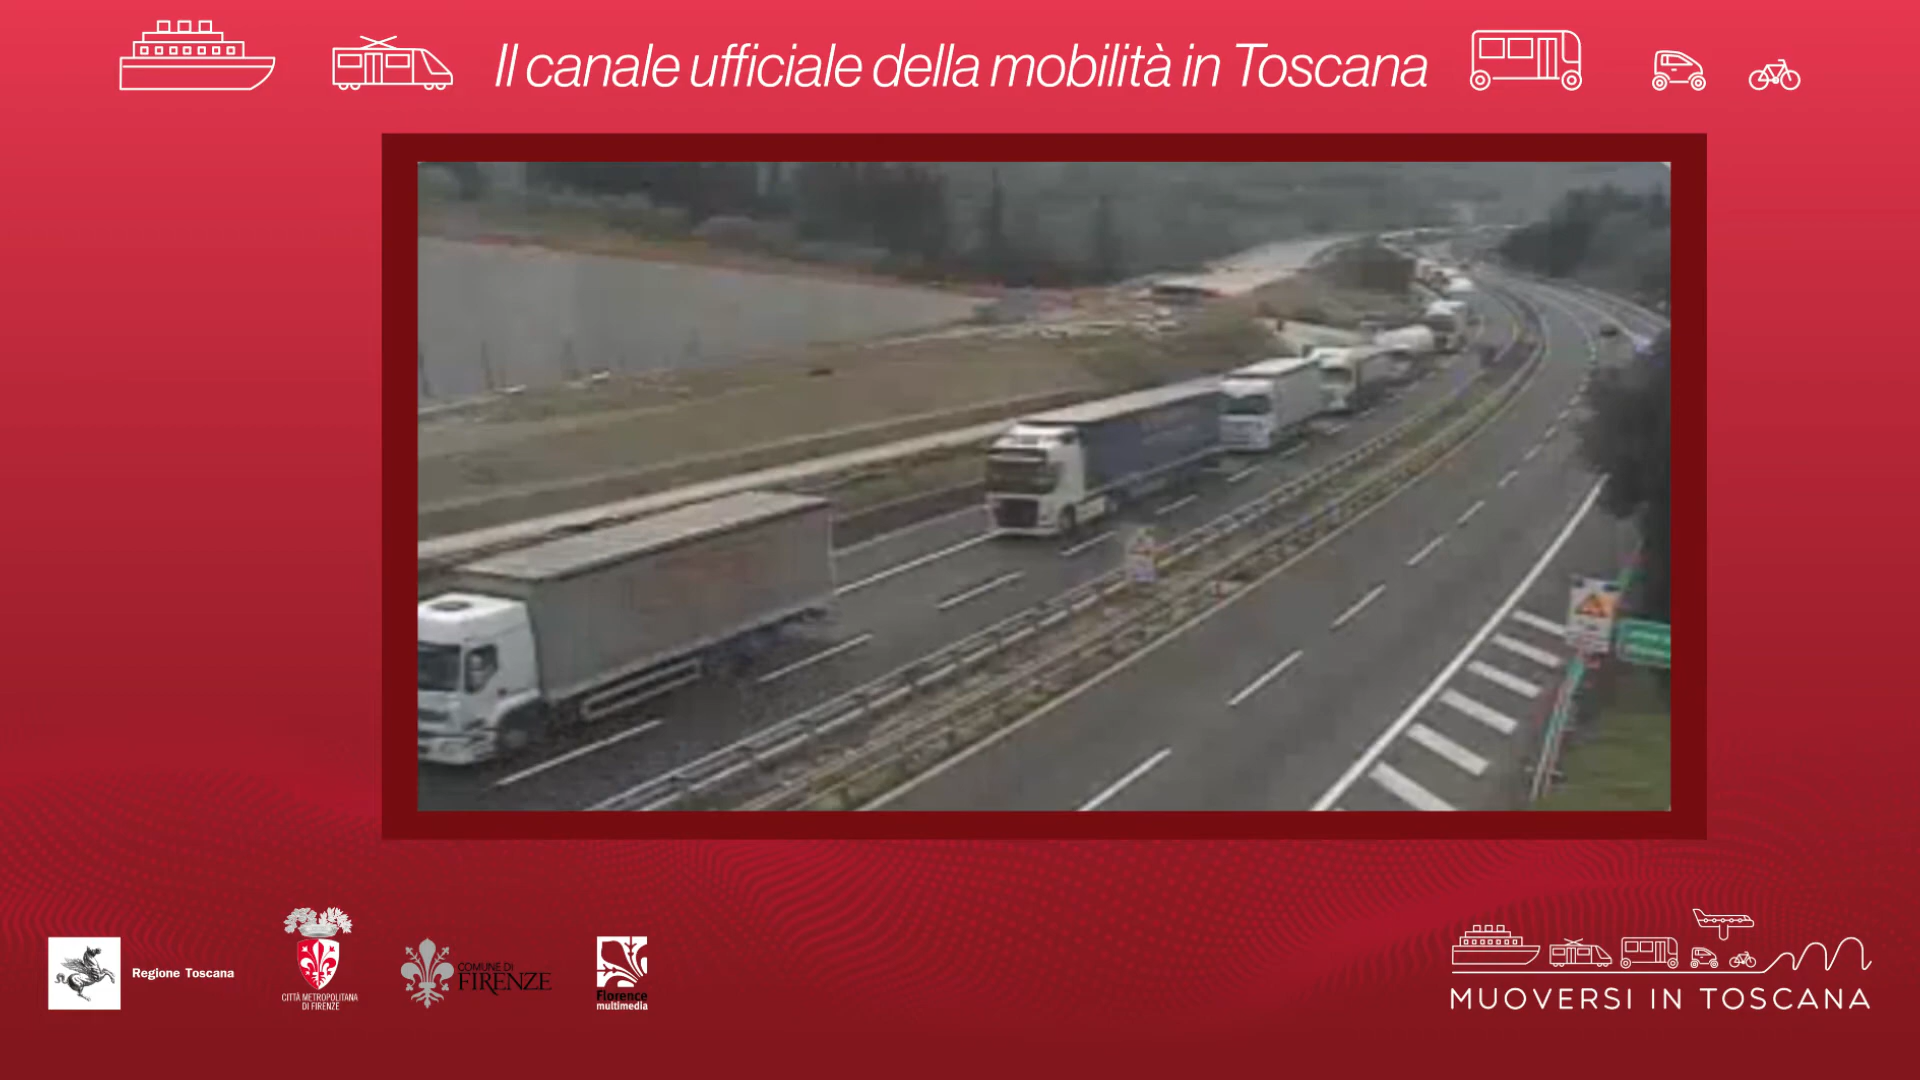 Il canale ufficiale della mobilità in Toscana
Regione Toscana
CITTÀ METROPOLITANA
DI FIRENZE
COMUNE DI
FIRENZE
Florence
multimedia
MUOVERSI IN TOSCANA